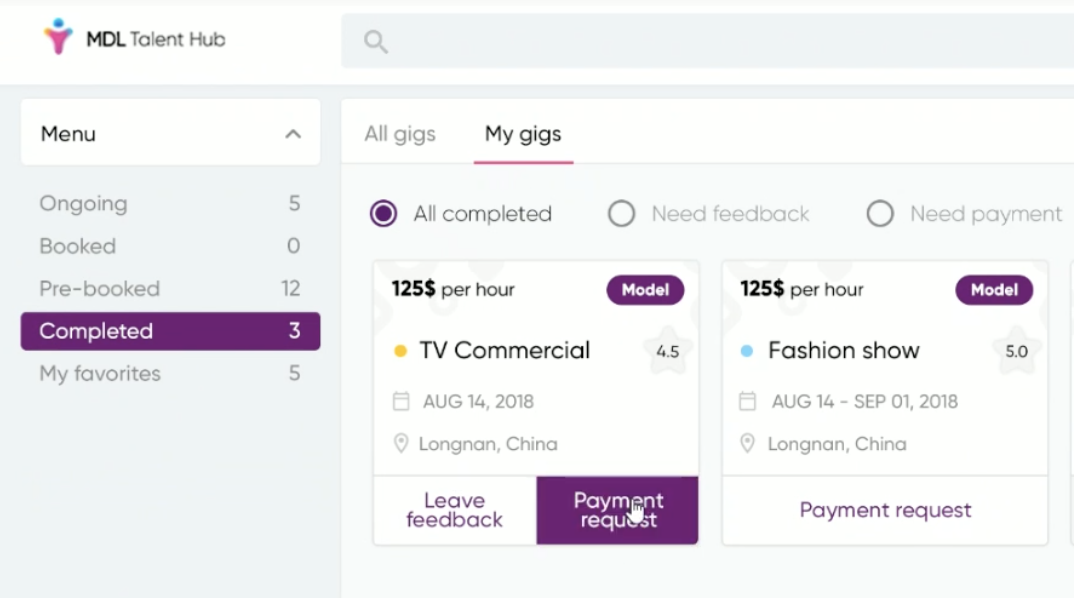 MDL Talent Hub
Menu
All gigs
My gigs
Ongoing 5
Booked 0
Pre-booked 12
Completed 3
My favorites 5
All completed
Need feedback
Need payment
125$ per hour
Model
TV Commercial
4.5
AUG 14, 2018
Longnan, China
Leave
feedback
Payment
request
125$ per hour
Model
Fashion show
5.0
AUG 14 - SEP 01, 2018
Longnan, China
Payment request